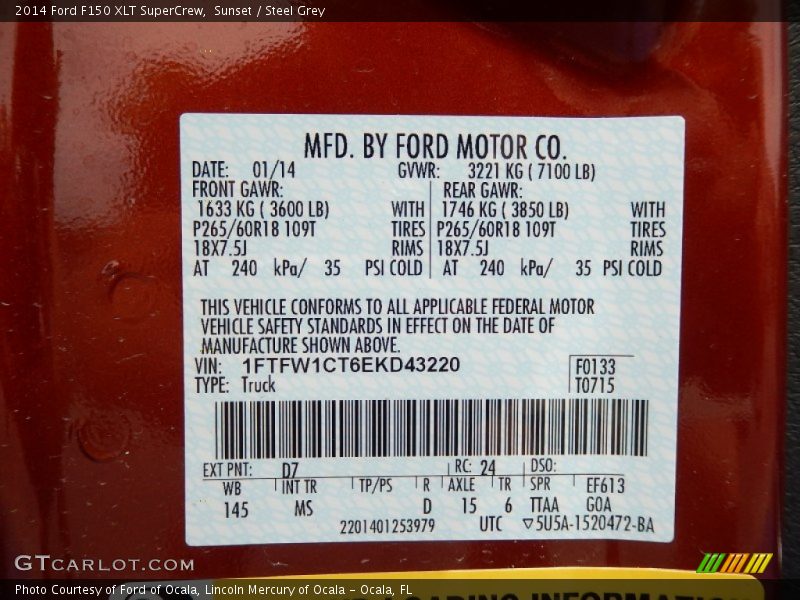 2014 Ford F150 XLT SuperCrew,  Sunset / Steel Grey
MFD. BY FORD MOTOR CO.
DATE: 01/14 GVWR: 3221 KG ( 7100 LB)
FRONT GAWR: REAR GAWR:
1633 KG ( 3600 LB) WITH 1746 KG ( 3850 LB) WITH
P265/60R18 109T TIRES P265/60R18 109T TIRES
18X7.5J RIMS 18X7.5J RIMS
AT 240 kPa/ 35 PSI COLD AT 240 kPa/ 35 PSI COLD
THIS VEHICLE CONFORMS TO ALL APPLICABLE FEDERAL MOTOR
VEHICLE SAFETY STANDARDS IN EFFECT ON THE DATE OF
MANUFACTURE SHOWN ABOVE.
VIN: 1FTFW1CT6EKD43220 F0133
TYPE: Truck T0715
EXT PNT: D7 RC: 24 DSO:
WB INT TR TP/PS R AXLE TR SPR EF613
145 MS D 15 6 TTAA GOA
2201401253979 UTC ▽5U5A-1520472-BA
GTCARLOT.COM
Photo Courtesy of Ford of Ocala, Lincoln Mercury of Ocala - Ocala, FL
LOADING INFORMATION